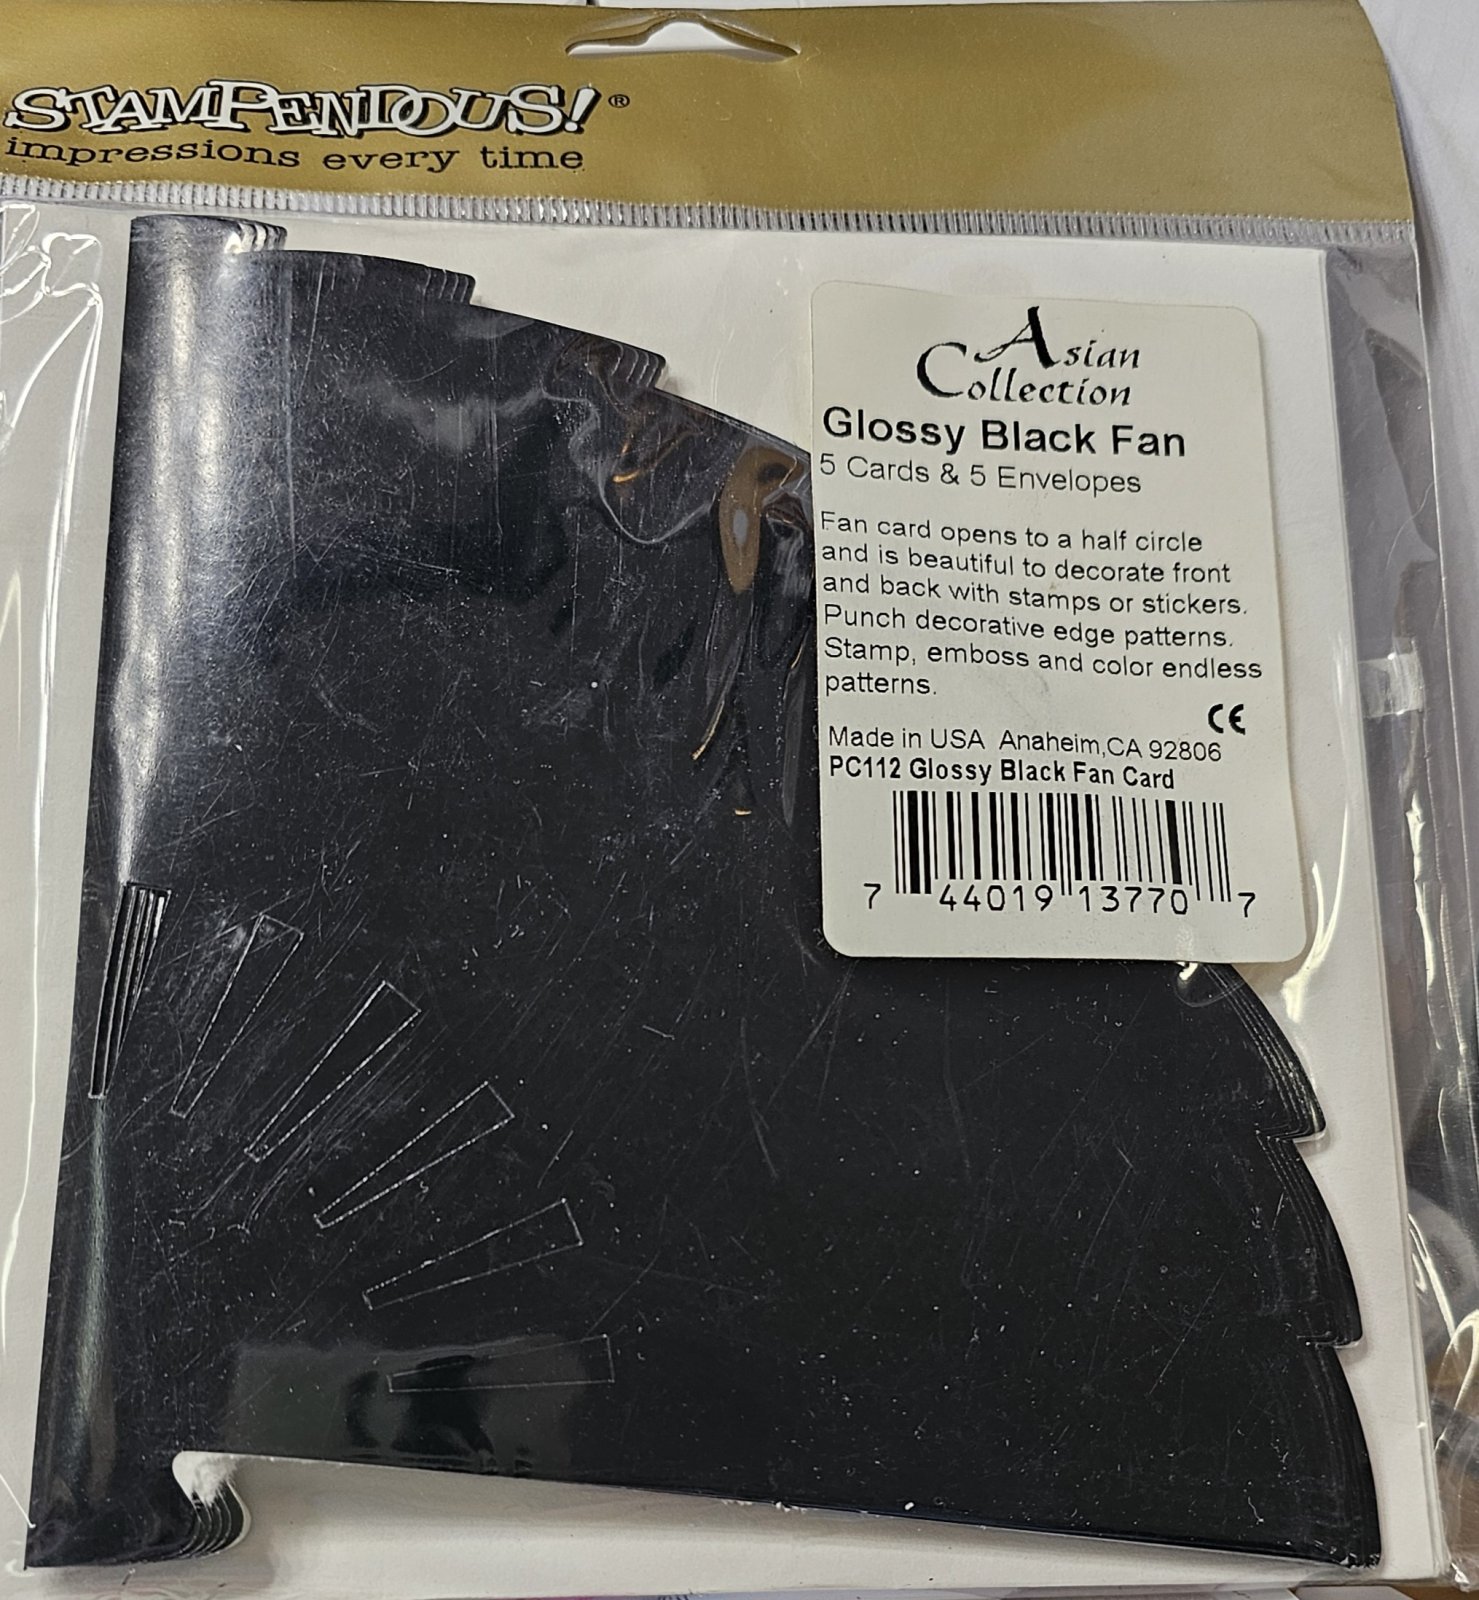 STAMPENDOUS!®
impressions every time
Asian
Collection
Glossy Black Fan
5 Cards & 5 Envelopes
Fan card opens to a half circle
and is beautiful to decorate front
and back with stamps or stickers.
Punch decorative edge patterns.
Stamp, emboss and color endless
patterns.
CE
Made in USA Anaheim,CA 92806
PC112 Glossy Black Fan Card
7 44019 13770 7